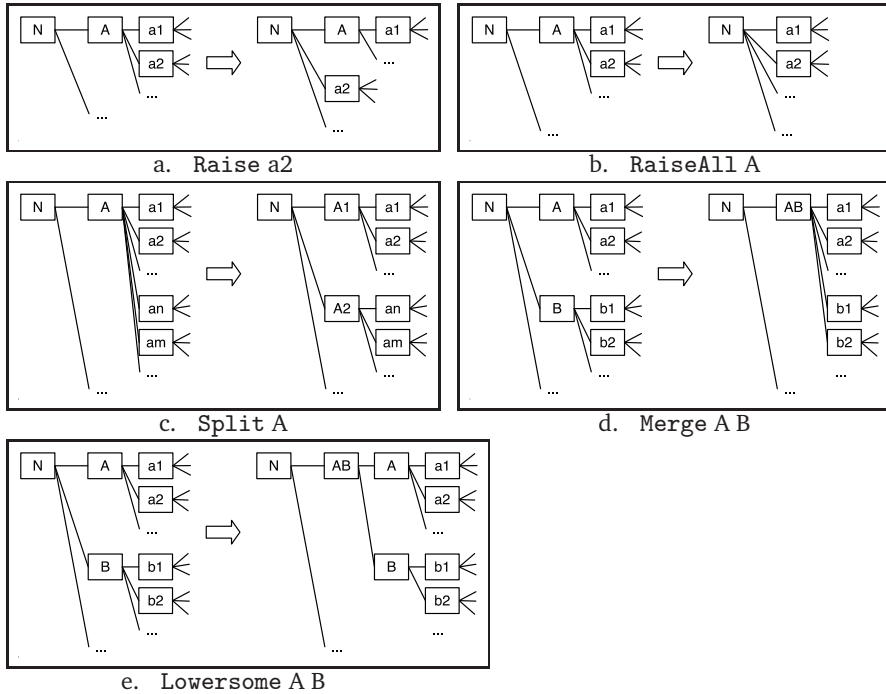 N A a1 N A a1
a2 ...
... a2
... ...
a. Raise a2
N A a1 N a1
a2 a2
... ...
... ...
b. RaiseAll A
N A a1 N A1 a1
a2 a2
... ...
an A2 an
am am
... ...
... ...
c. Split A
N A a1 N AB a1
a2 a2
... ...
B b1 b1
b2 b2
... ...
... ...
d. Merge A B
N A a1 N AB A a1
a2 a2
... ...
B b1 B b1
b2 b2
... ...
... ...
e. Lowersome A B